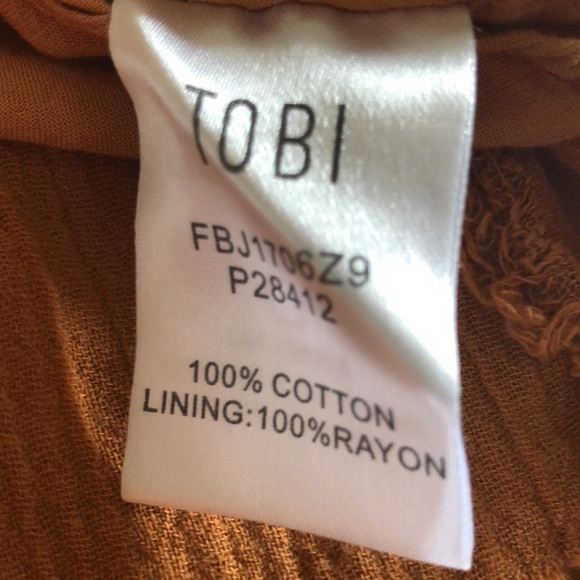 TOBI
FBJ1706Z9
P28412
100% COTTON
LINING:100%RAYON